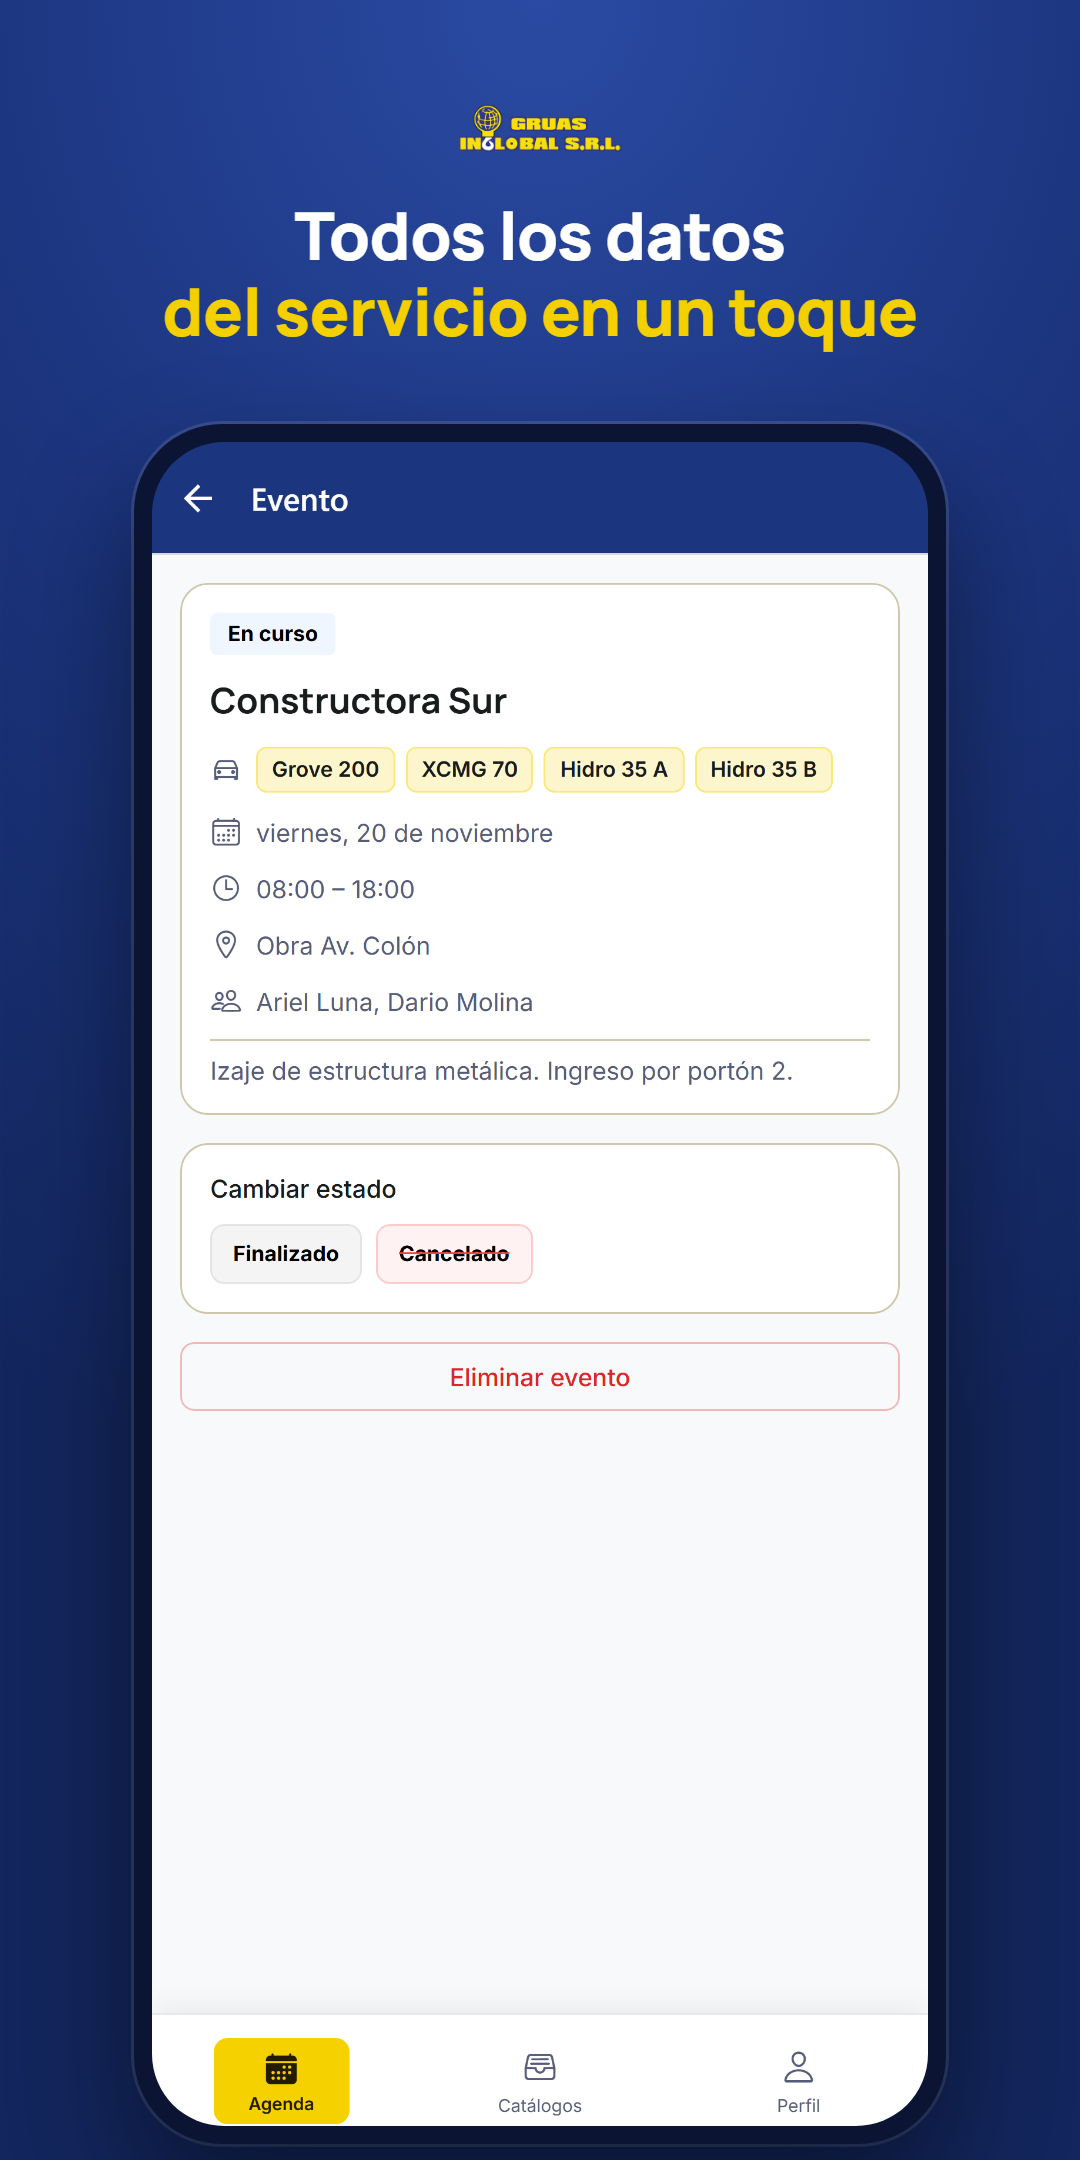 GRUAS
INGLOBAL S.R.L.
Todos los datos
del servicio en un toque
Evento
En curso
Constructora Sur
Grove 200 XCMG 70 Hidro 35 A Hidro 35 B
viernes, 20 de noviembre
08:00 – 18:00
Obra Av. Colón
Ariel Luna, Dario Molina
Izaje de estructura metálica. Ingreso por portón 2.
Cambiar estado
Finalizado Cancelado
Eliminar evento
Agenda Catálogos Perfil